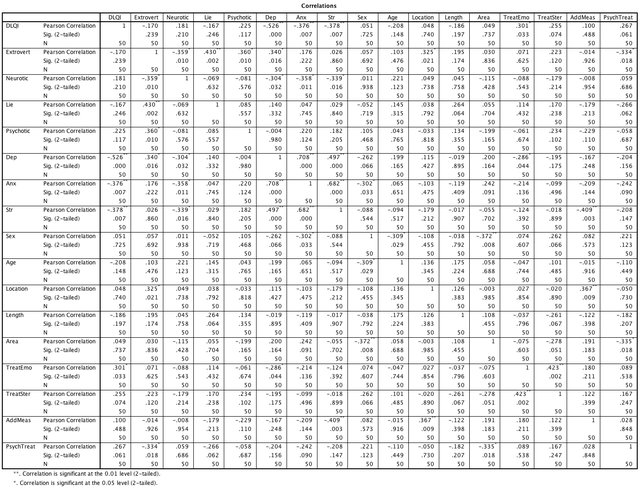 Correlations
DLQI Extrovert Neurotic Lie Psychotic Dep Anx Str Sex Age Location Length Area TreatEmo TreatSter AddMeas PsychTreat
DLQI Pearson Correlation 1 -.170 .181 -.167 .225 -.526 -.376 -.378 .051 -.208 .048 -.186 .049 .301 .255 .100 .267
Sig. (2-tailed) .239 .210 .246 .117 .000 .007 .007 .725 .148 .740 .197 .737 .033 .074 .488 .061
N 50 50 50 50 50 50 50 50 50 50 50 50 50 50 50 50 50
Extrovert Pearson Correlation -.170 1 -.359 .430 .360 .340 .176 .026 .057 .103 .325 .195 .030 .071 .223 -.014 -.334
Sig. (2-tailed) .239 .010 .002 .010 .016 .222 .860 .692 .476 .021 .174 .836 .625 .120 .926 .018
N 50 50 50 50 50 50 50 50 50 50 50 50 50 50 50 50 50
Neurotic Pearson Correlation .181 -.359 1 -.069 -.081 -.304 -.358 -.339 .011 .221 .049 .045 -.115 -.088 -.179 -.008 .059
Sig. (2-tailed) .210 .010 .632 .576 .032 .011 .016 .938 .123 .738 .758 .428 .543 .214 .954 .686
N 50 50 50 50 50 50 50 50 50 50 50 50 50 50 50 50 50
Lie Pearson Correlation -.167 .430** -.069 1 .085 .140 .047 .029 -.052 .145 .038 .264 .055 .114 .170 -.179 -.266
Sig. (2-tailed) .246 .002 .632 .557 .332 .745 .840 .719 .315 .792 .064 .704 .432 .238 .213 .062
N 50 50 50 50 50 50 50 50 50 50 50 50 50 50 50 50 50
Psychotic Pearson Correlation .225 .360 -.081 .085 1 -.004 .220 .182 .105 .043 -.033 .134 -.199 -.061 .234 -.229 -.058
Sig. (2-tailed) .117 .010 .576 .557 .980 .124 .205 .468 .765 .818 .355 .165 .674 .102 .110 .687
N 50 50 50 50 50 50 50 50 50 50 50 50 50 50 50 50 50
Dep Pearson Correlation -.526 .340 -.304 .140 -.004 1 .708 .497 -.262 .199 .115 -.019 .200 -.286 -.195 -.167 -.204
Sig. (2-tailed) .000 .016 .032 .332 .980 .000 .000 .066 .165 .427 .895 .164 .044 .175 .248 .156
N 50 50 50 50 50 50 50 50 50 50 50 50 50 50 50 50 50
Anx Pearson Correlation -.376 .176 -.358 .047 .220 .708 1 .682 -.302 .065 -.103 -.119 .242 -.214 -.099 -.209 -.242
Sig. (2-tailed) .007 .222 .011 .745 .124 .000 .000 .033 .651 .475 .409 .091 .136 .496 .144 .090
N 50 50 50 50 50 50 50 50 50 50 50 50 50 50 50 50 50
Str Pearson Correlation -.378 .026 -.339 .029 .182 .497 .682 1 -.088 -.094 -.179 -.017 -.055 -.124 -.018 -.409 -.208
Sig. (2-tailed) .007 .860 .016 .840 .205 .000 .000 .544 .517 .212 .907 .702 .392 .899 .003 .147
N 50 50 50 50 50 50 50 50 50 50 50 50 50 50 50 50 50
Sex Pearson Correlation .051 .057 .011 -.052 .105 -.262 -.302 -.088 1 -.309 -.108 -.038 -.372** .074 .262 .082 .221
Sig. (2-tailed) .725 .692 .938 .719 .468 .066 .033 .544 .029 .455 .792 .008 .607 .066 .573 .123
N 50 50 50 50 50 50 50 50 50 50 50 50 50 50 50 50 50
Age Pearson Correlation -.208 .103 .221 .145 .043 .199 .065 -.094 -.309 1 .136 .175 .058 -.047 .101 -.015 -.110
Sig. (2-tailed) .148 .476 .123 .315 .765 .165 .651 .517 .029 .345 .224 .688 .744 .485 .916 .449
N 50 50 50 50 50 50 50 50 50 50 50 50 50 50 50 50 50
Location Pearson Correlation .048 .325 .049 .038 -.033 .115 -.103 -.179 -.108 .136 1 .126 -.003 .027 -.020 .367 -.050
Sig. (2-tailed) .740 .021 .738 .792 .818 .427 .475 .212 .455 .345 .383 .985 .854 .890 .009 .730
N 50 50 50 50 50 50 50 50 50 50 50 50 50 50 50 50 50
Length Pearson Correlation -.186 .195 .045 .264 .134 -.019 -.119 -.017 -.038 .175 .126 1 .108 -.037 -.261 -.122 -.182
Sig. (2-tailed) .197 .174 .758 .064 .355 .895 .409 .907 .792 .224 .383 .455 .796 .067 .398 .207
N 50 50 50 50 50 50 50 50 50 50 50 50 50 50 50 50 50
Area Pearson Correlation .049 .030 -.115 .055 -.199 .200 .242 -.055 -.372** .058 -.003 .108 1 -.075 -.278 .191 -.335
Sig. (2-tailed) .737 .836 .428 .704 .165 .164 .091 .702 .008 .688 .985 .455 .603 .051 .183 .018
N 50 50 50 50 50 50 50 50 50 50 50 50 50 50 50 50 50
TreatEmo Pearson Correlation .301 .071 -.088 .114 -.061 -.286 -.214 -.124 .074 -.047 .027 -.037 -.075 1 .423 .180 .089
Sig. (2-tailed) .033 .625 .543 .432 .674 .044 .136 .392 .607 .744 .854 .796 .603 .002 .211 .538
N 50 50 50 50 50 50 50 50 50 50 50 50 50 50 50 50 50
TreatSter Pearson Correlation .255 .223 -.179 .170 .234 -.195 -.099 -.018 .262 .101 -.020 -.261 -.278 .423 1 .122 .167
Sig. (2-tailed) .074 .120 .214 .238 .102 .175 .496 .899 .066 .485 .890 .067 .051 .002 .399 .247
N 50 50 50 50 50 50 50 50 50 50 50 50 50 50 50 50 50
AddMeas Pearson Correlation .100 -.014 -.008 -.179 -.229 -.167 -.209 -.409 .082 -.015 .367 -.122 .191 .180 .122 1 .028
Sig. (2-tailed) .488 .926 .954 .213 .110 .248 .144 .003 .573 .916 .009 .398 .183 .211 .399 .848
N 50 50 50 50 50 50 50 50 50 50 50 50 50 50 50 50 50
PsychTreat Pearson Correlation .267 -.334 .059 -.266 -.058 -.204 -.242 -.208 .221 -.110 -.050 -.182 -.335 .089 .167 .028 1
Sig. (2-tailed) .061 .018 .686 .062 .687 .156 .090 .147 .123 .449 .730 .207 .018 .538 .247 .848
N 50 50 50 50 50 50 50 50 50 50 50 50 50 50 50 50 50
**. Correlation is significant at the 0.01 level (2-tailed).
*. Correlation is significant at the 0.05 level (2-tailed).